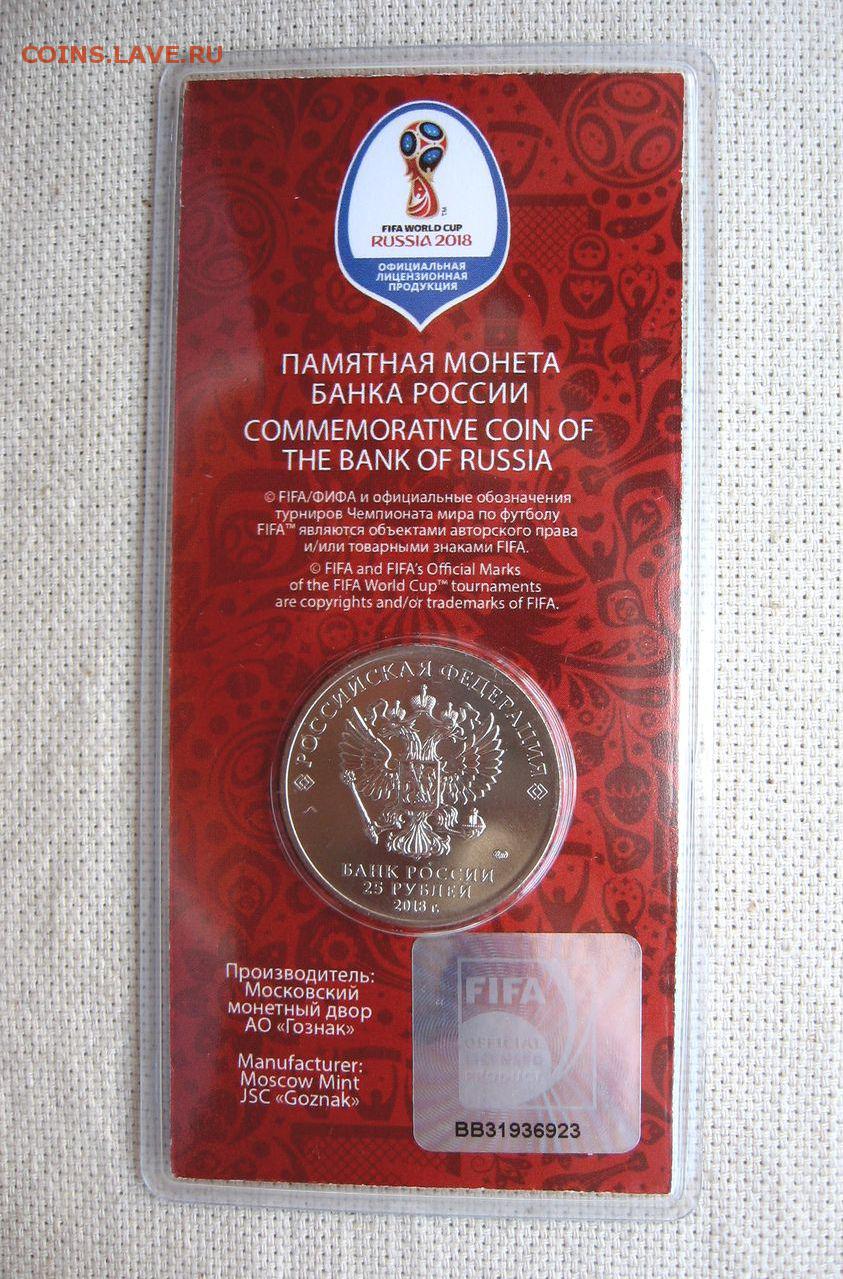 COINS.LAVE.RU
FIFA WORLD CUP
RUSSIA 2018
ОФИЦИАЛЬНАЯ
ЛИЦЕНЗИОННАЯ
ПРОДУКЦИЯ
ПАМЯТНАЯ МОНЕТА
БАНКА РОССИИ
COMMEMORATIVE COIN OF
THE BANK OF RUSSIA
© FIFA/ФИФА и официальные обозначения
турниров Чемпионата мира по футболу
FIFA™ являются объектами авторского права
и/или товарными знаками FIFA.
© FIFA and FIFA's Official Marks
of the FIFA World Cup™ tournaments
are copyrights and/or trademarks of FIFA.
РОССИЙСКАЯ ФЕДЕРАЦИЯ
БАНК РОССИИ
25 РУБЛЕЙ
2018 г.
Производитель:
Московский
монетный двор
АО «Гознак»
Manufacturer:
Moscow Mint
JSC «Goznak»
FIFA
OFFICIAL
LICENSED
PRODUCT
BB31936923